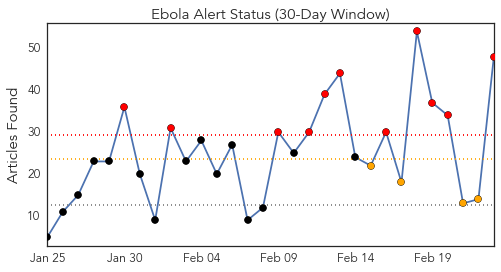 Ebola Alert Status (30-Day Window)
Articles Found
50
40
30
20
10
Jan 25 Jan 30 Feb 04 Feb 09 Feb 14 Feb 19